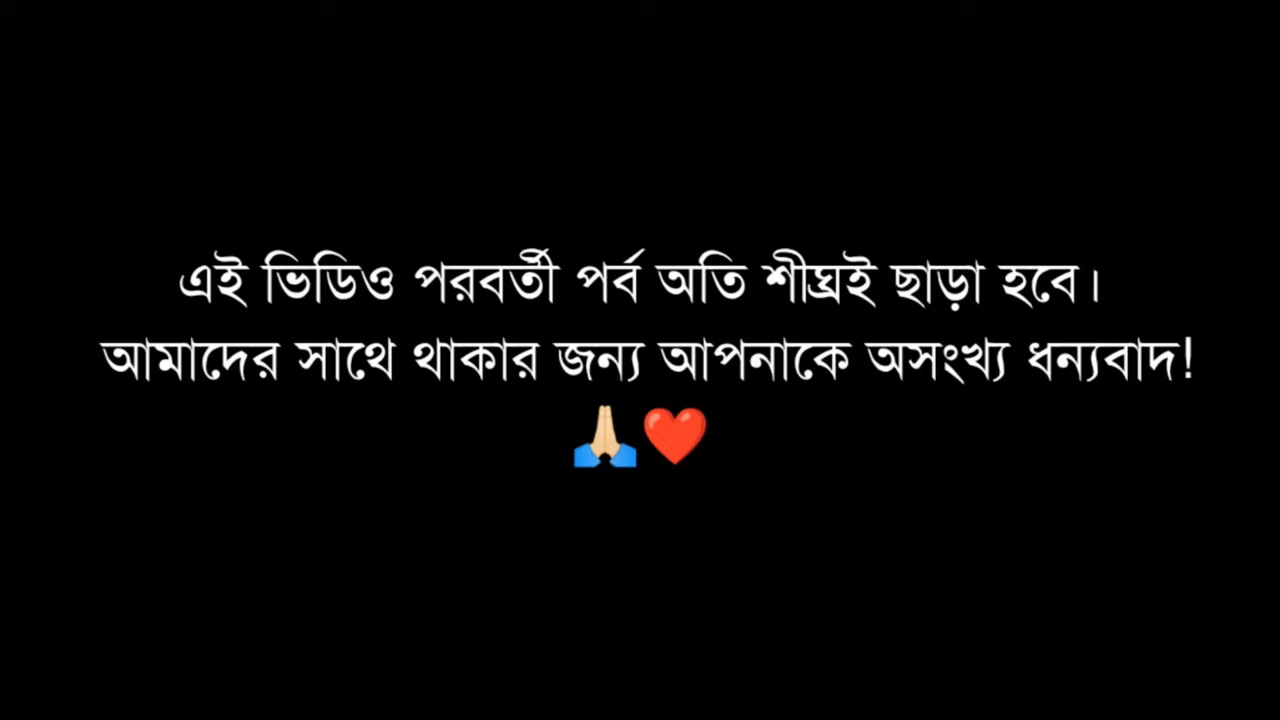 এই ভিডিও পরবর্তী পর্ব অতি শীঘ্রই ছাড়া হবে।
আমাদের সাথে থাকার জন্য আপনাকে অসংখ্য ধন্যবাদ!
🙏🏻❤️